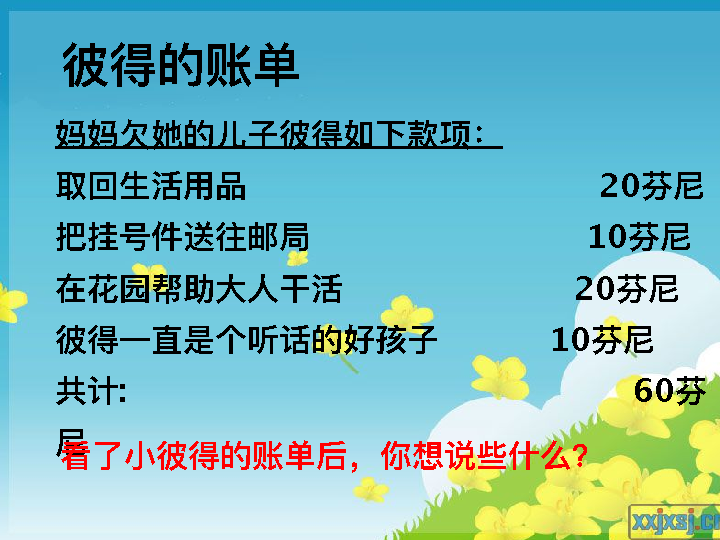 彼得的账单
妈妈欠她的儿子彼得如下款项：
取回生活用品 20芬尼
把挂号件送往邮局 10芬尼
在花园帮助大人干活 20芬尼
彼得一直是个听话的好孩子 10芬尼
共计: 60芬
尼
看了小彼得的账单后，你想说些什么？
xxjxsj.cn